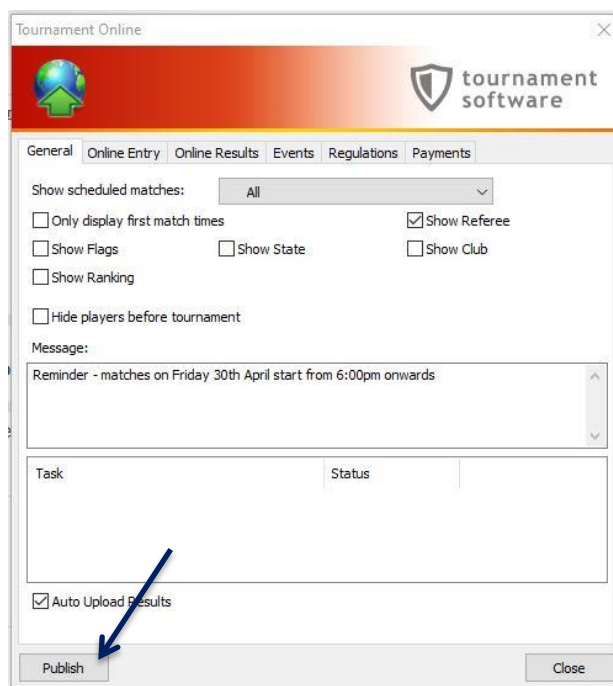 Tournament Online
tournament
software
General Online Entry Online Results Events Regulations Payments
Show scheduled matches: All
Only display first match times Show Referee
Show Flags Show State Show Club
Show Ranking
Hide players before tournament
Message:
Reminder - matches on Friday 30th April start from 6:00pm onwards
Task Status
Auto Upload Results
Publish Close